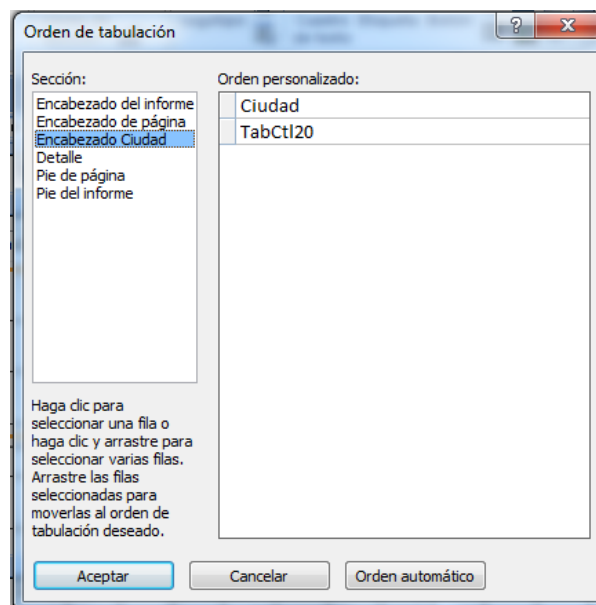 Orden de tabulación
Sección:
Encabezado del informe
Encabezado de página
Encabezado Ciudad
Detalle
Pie de página
Pie del informe
Haga clic para
seleccionar una fila o
haga clic y arrastre para
seleccionar varias filas.
Arrastre las filas
seleccionadas para
moverlas al orden de
tabulación deseado.
Orden personalizado:
Ciudad
TabCtl20
Aceptar
Cancelar
Orden automático